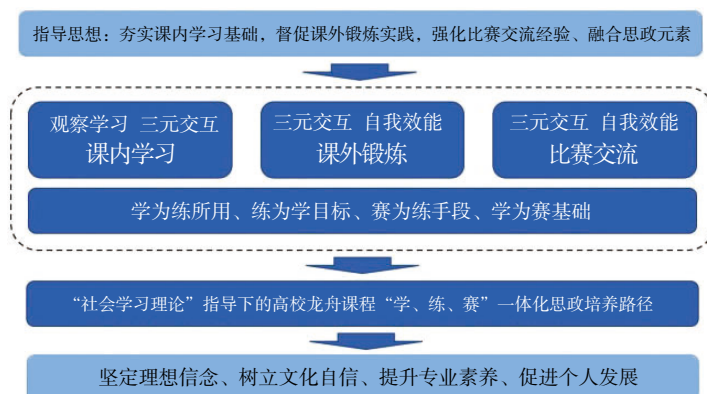 指导思想：夯实课内学习基础，督促课外锻炼实践，强化比赛交流经验、融合思政元素
观察学习 三元交互
课内学习
三元交互 自我效能
课外锻炼
三元交互 自我效能
比赛交流
学为练所用、练为学目标、赛为练手段、学为赛基础
“社会学习理论”指导下的高校龙舟课程“学、练、赛”一体化思政培养路径
坚定理想信念、树立文化自信、提升专业素养、促进个人发展